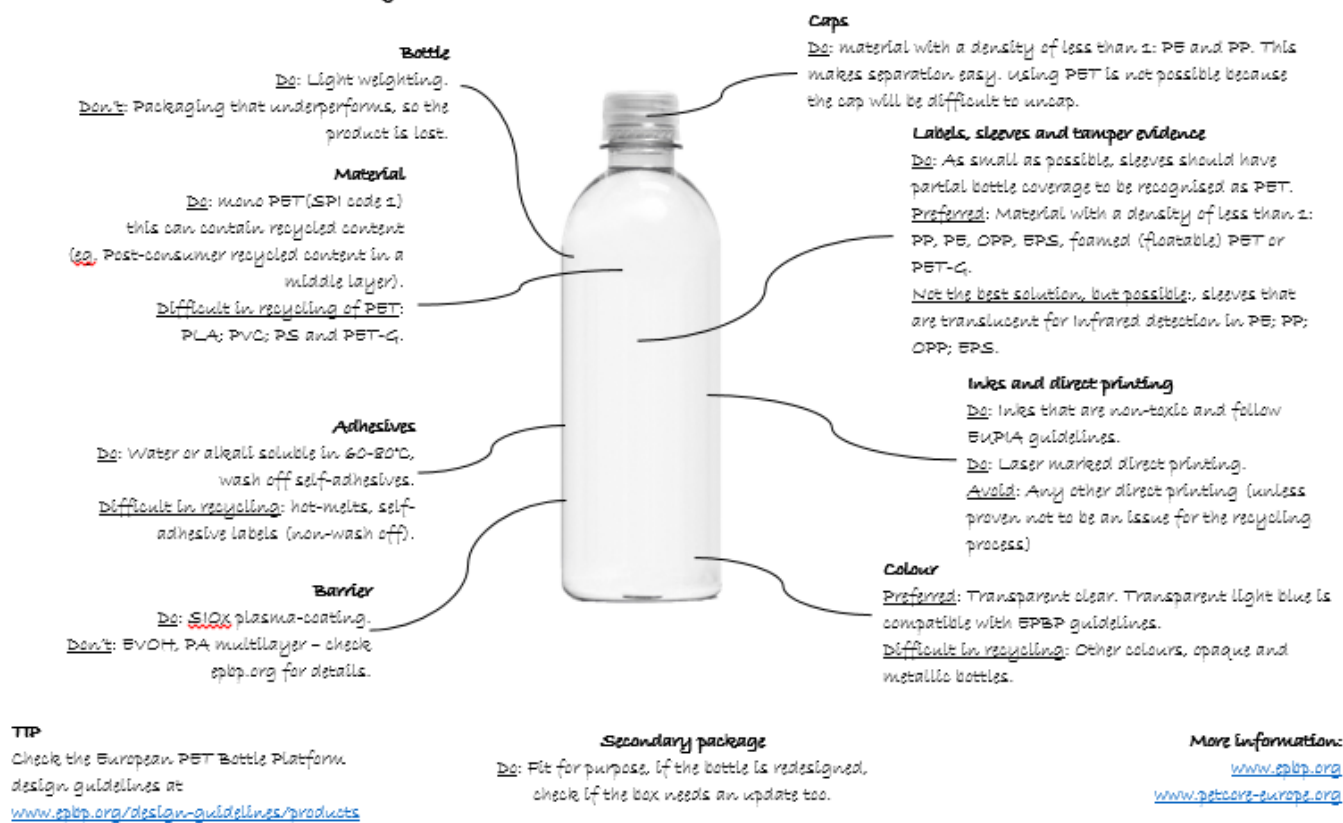 Bottle
Do: Light weighting.
Don't: Packaging that underperforms, so the
product is lost.
Material
Do: mono PET(SPI code 1)
this can contain recycled content
(eg. Post-consumer recycled content in a
middle layer).
Difficult in recycling of PET:
PLA; PVC; PS and PET-G.
Adhesives
Do: Water or alkali soluble in 60-80°C,
wash off self-adhesives.
Difficult in recycling: hot-melts, self-
adhesive labels (non-wash off).
Barrier
Do: SIOx plasma-coating.
Don't: EVOH, PA multilayer – check
epbp.org for details.
Caps
Do: material with a density of less than 1: PE and PP. This
makes separation easy. Using PET is not possible because
the cap will be difficult to uncap.
Labels, sleeves and tamper evidence
Do: As small as possible, sleeves should have
partial bottle coverage to be recognised as PET.
Preferred: Material with a density of less than 1:
PP, PE, OPP, EPS, foamed (floatable) PET or
PET-G.
Not the best solution, but possible:, sleeves that
are translucent for Infrared detection in PE; PP;
OPP; EPS.
Inks and direct printing
Do: Inks that are non-toxic and follow
EUPIA guidelines.
Do: Laser marked direct printing.
Avoid: Any other direct printing (unless
proven not to be an issue for the recycling
process)
Colour
Preferred: Transparent clear. Transparent light blue is
compatible with EPBP guidelines.
Difficult in recycling: Other colours, opaque and
metallic bottles.
TIP
Check the European PET Bottle Platform
design guidelines at
www.epbp.org/design-guidelines/products
Secondary package
Do: Fit for purpose, if the bottle is redesigned,
check if the box needs an update too.
More information:
www.epbp.org
www.petcore-europe.org